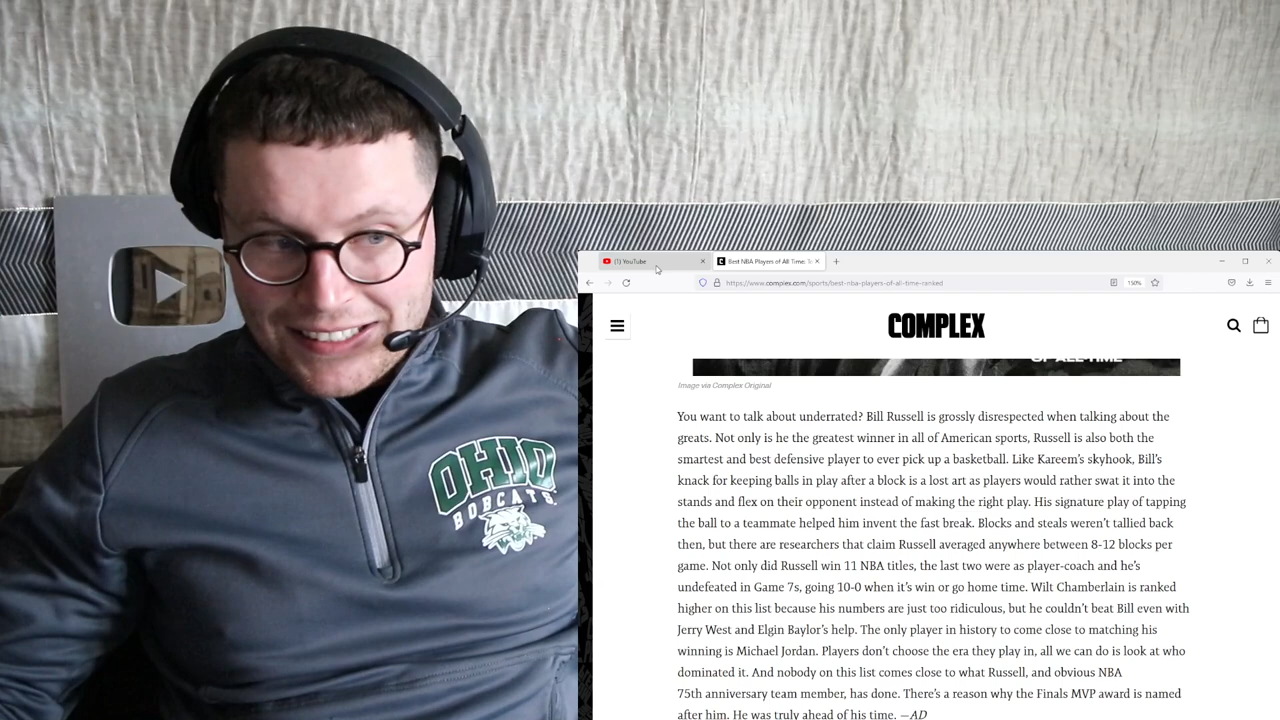 (1) YouTube
Best NBA Players of All Time: To
https://www.complex.com/sports/best-nba-players-of-all-time-ranked
150%
COMPLEX
OF ALL TIME
Image via Complex Original
You want to talk about underrated? Bill Russell is grossly disrespected when talking about the
greats. Not only is he the greatest winner in all of American sports, Russell is also both the
smartest and best defensive player to ever pick up a basketball. Like Kareem's skyhook, Bill's
knack for keeping balls in play after a block is a lost art as players would rather swat it into the
stands and flex on their opponent instead of making the right play. His signature play of tapping
the ball to a teammate helped him invent the fast break. Blocks and steals weren't tallied back
then, but there are researchers that claim Russell averaged anywhere between 8-12 blocks per
game. Not only did Russell win 11 NBA titles, the last two were as player-coach and he's
undefeated in Game 7s, going 10-0 when it's win or go home time. Wilt Chamberlain is ranked
higher on this list because his numbers are just too ridiculous, but he couldn't beat Bill even with
Jerry West and Elgin Baylor's help. The only player in history to come close to matching his
winning is Michael Jordan. Players don't choose the era they play in, all we can do is look at who
dominated it. And nobody on this list comes close to what Russell, and obvious NBA
75th anniversary team member, has done. There's a reason why the Finals MVP award is named
after him. He was truly ahead of his time. —AD
OHIO
BOBCATS